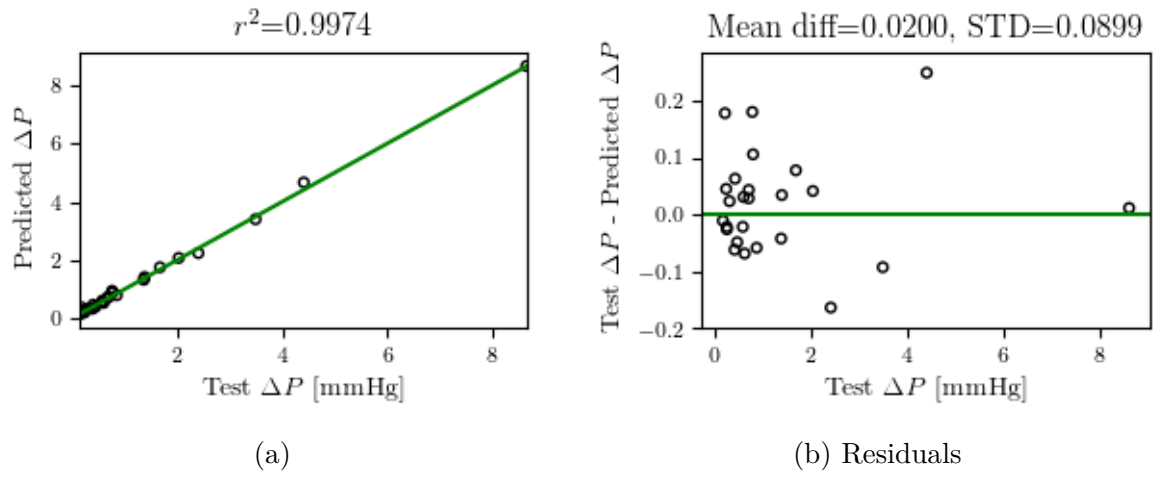 r²=0.9974
Predicted ΔP
8
6
4
2
0
2 4 6 8
Test ΔP [mmHg]
(a)
Mean diff=0.0200, STD=0.0899
Test ΔP - Predicted ΔP
0.2
0.1
0.0
−0.1
−0.2
0 2 4 6 8
Test ΔP [mmHg]
(b) Residuals